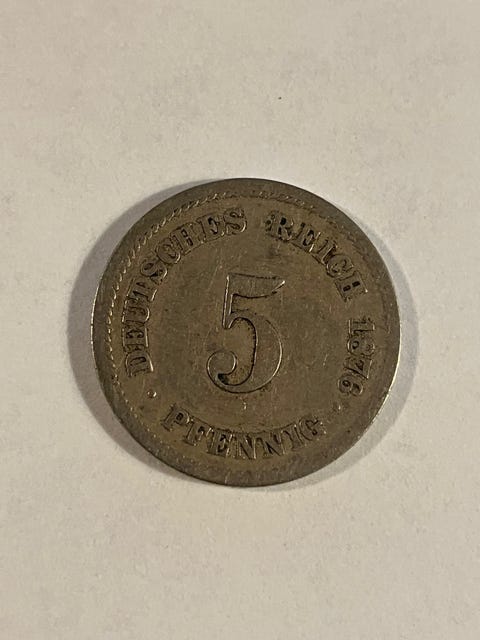 DEUTSCHES REICH 1876
5
PFENNIG